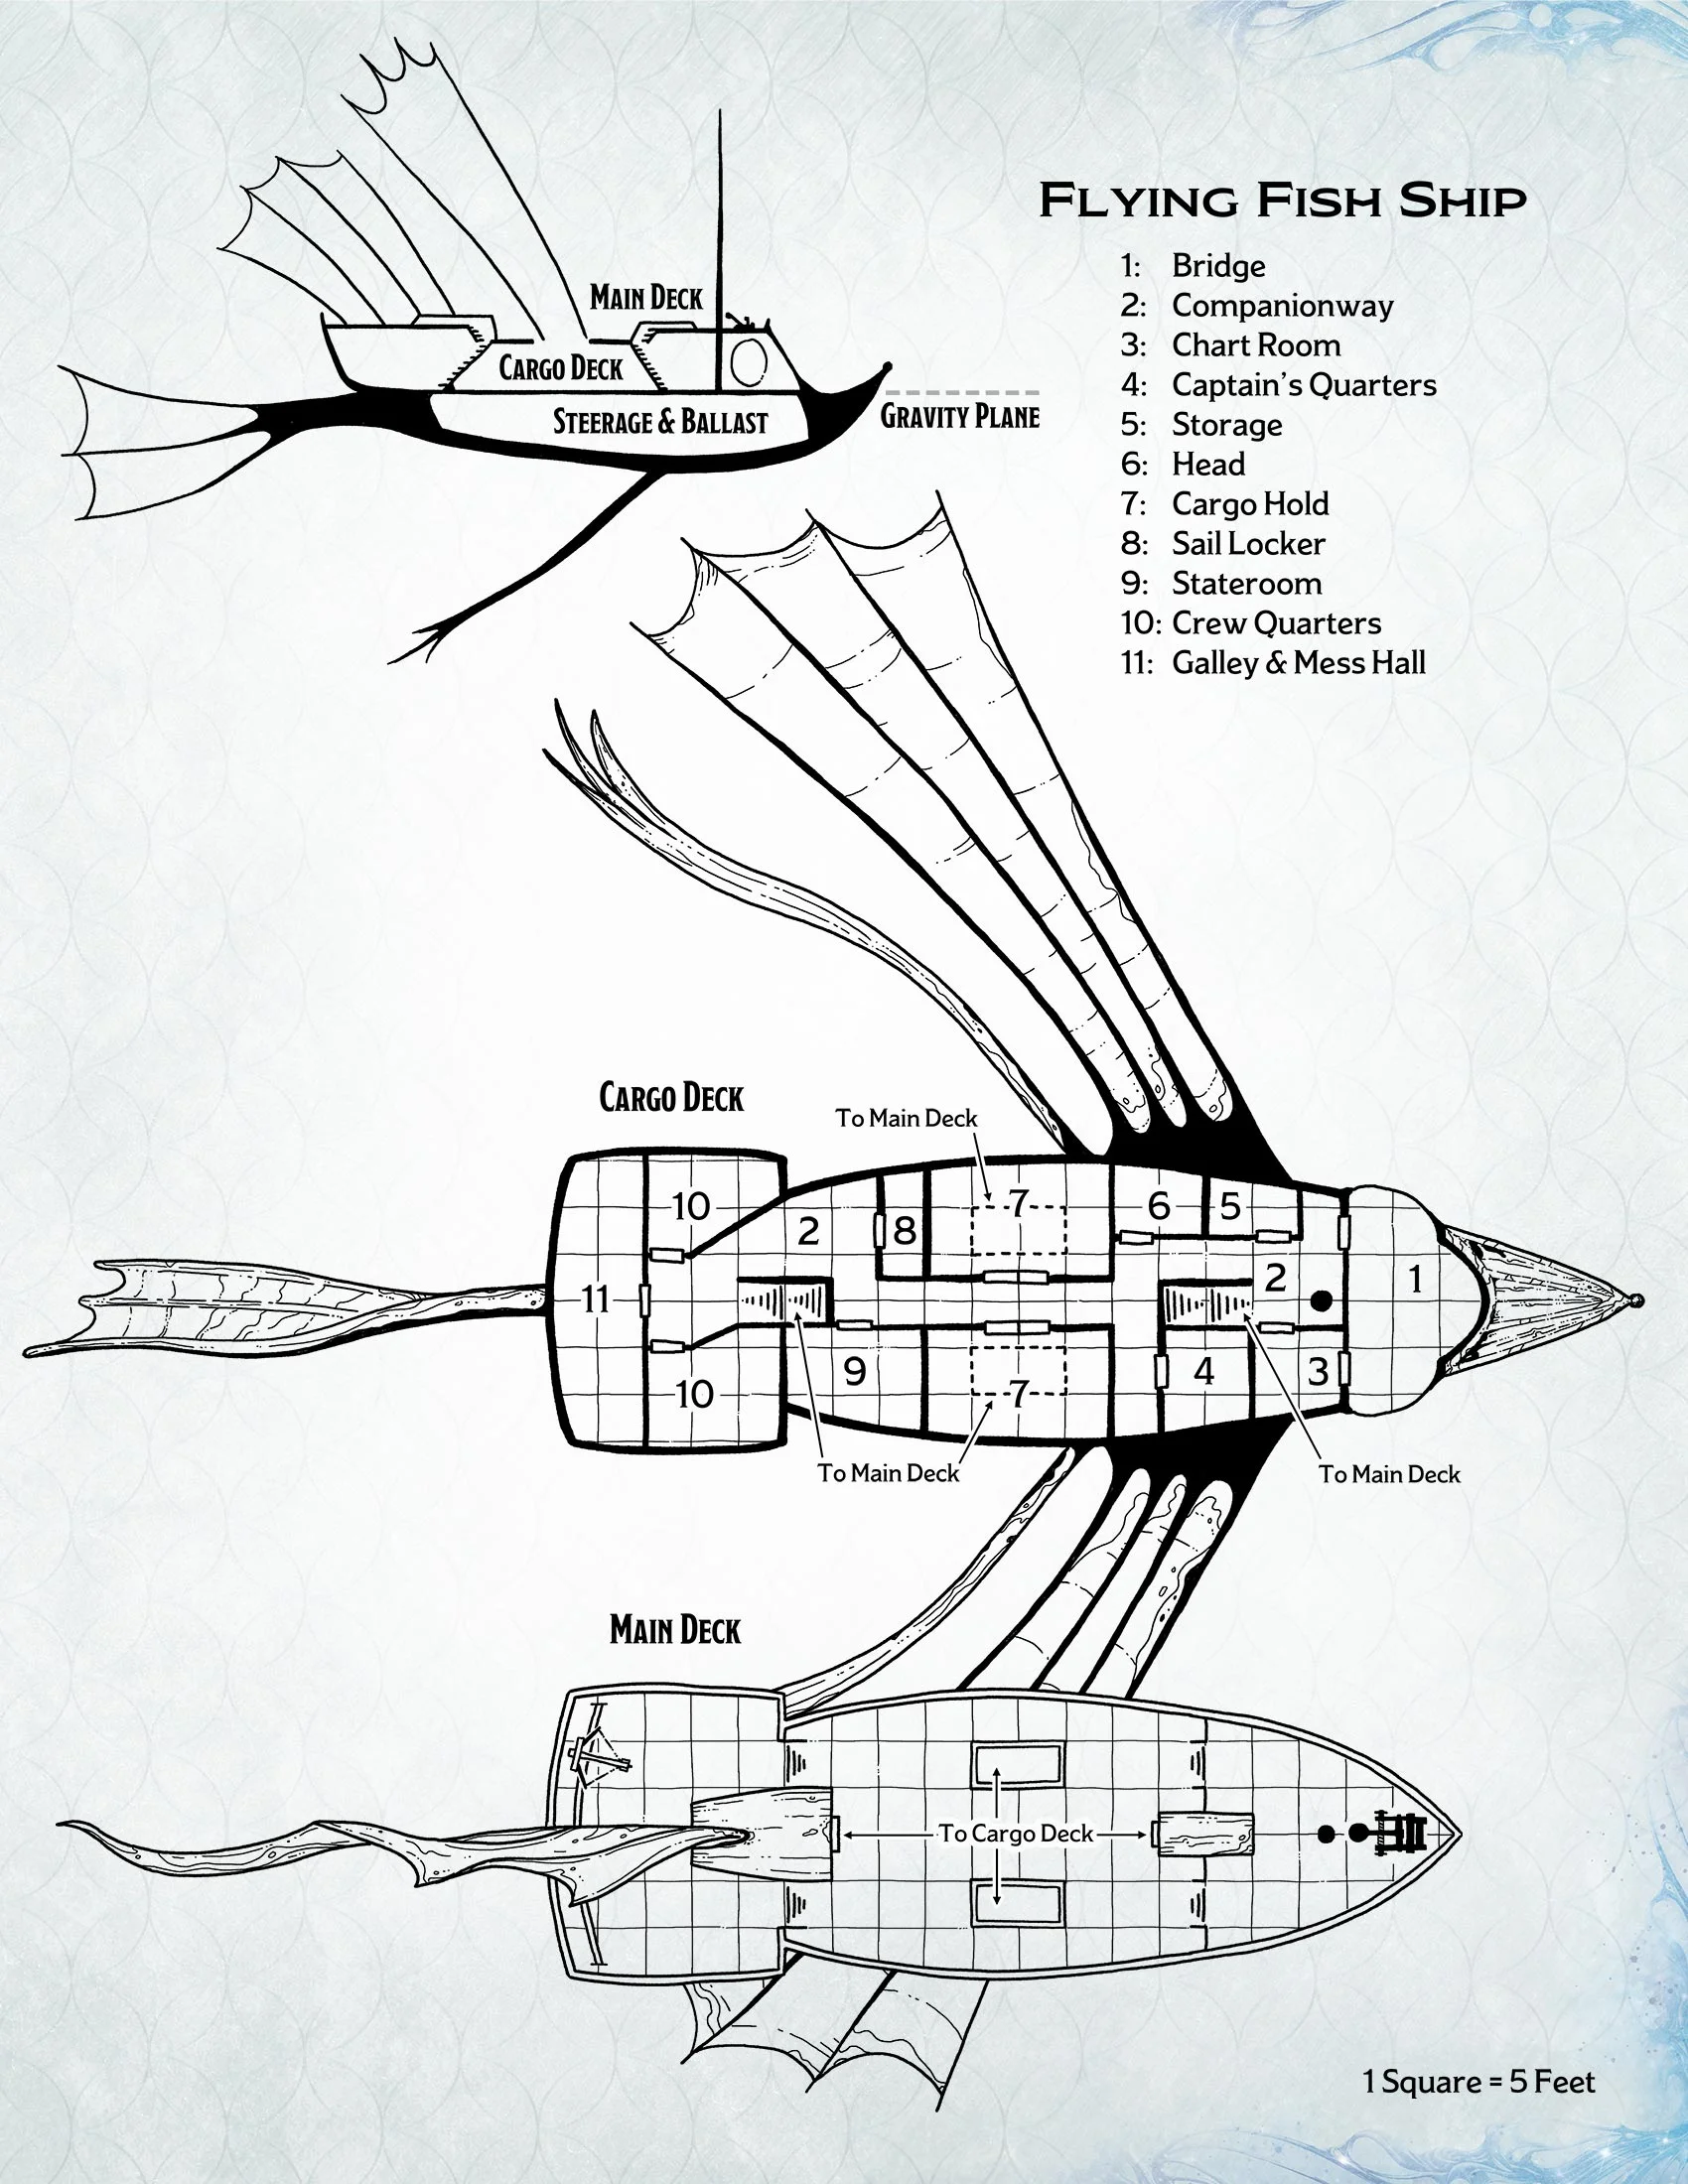 Flying Fish Ship
1: Bridge
2: Companionway
3: Chart Room
4: Captain's Quarters
5: Storage
6: Head
7: Cargo Hold
8: Sail Locker
9: Stateroom
10: Crew Quarters
11: Galley & Mess Hall
Main Deck
Cargo Deck
Steerage & Ballast
Gravity Plane
Cargo Deck
To Main Deck
10
2
8
7
6
5
11
2
1
10
9
7
4
3
To Main Deck
To Main Deck
Main Deck
To Cargo Deck
1 Square = 5 Feet